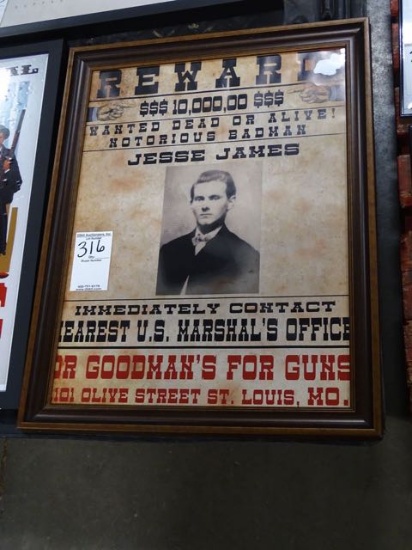 REWARD
$$$ 10,000,00 $$$
WANTED DEAD OR ALIVE!
NOTORIOUS BADMAN
JESSE JAMES
316
IMMEDIATELY CONTACT
NEAREST U.S. MARSHAL'S OFFICE
OR GOODMAN'S FOR GUNS
OLIVE STREET ST. LOUIS, MO.